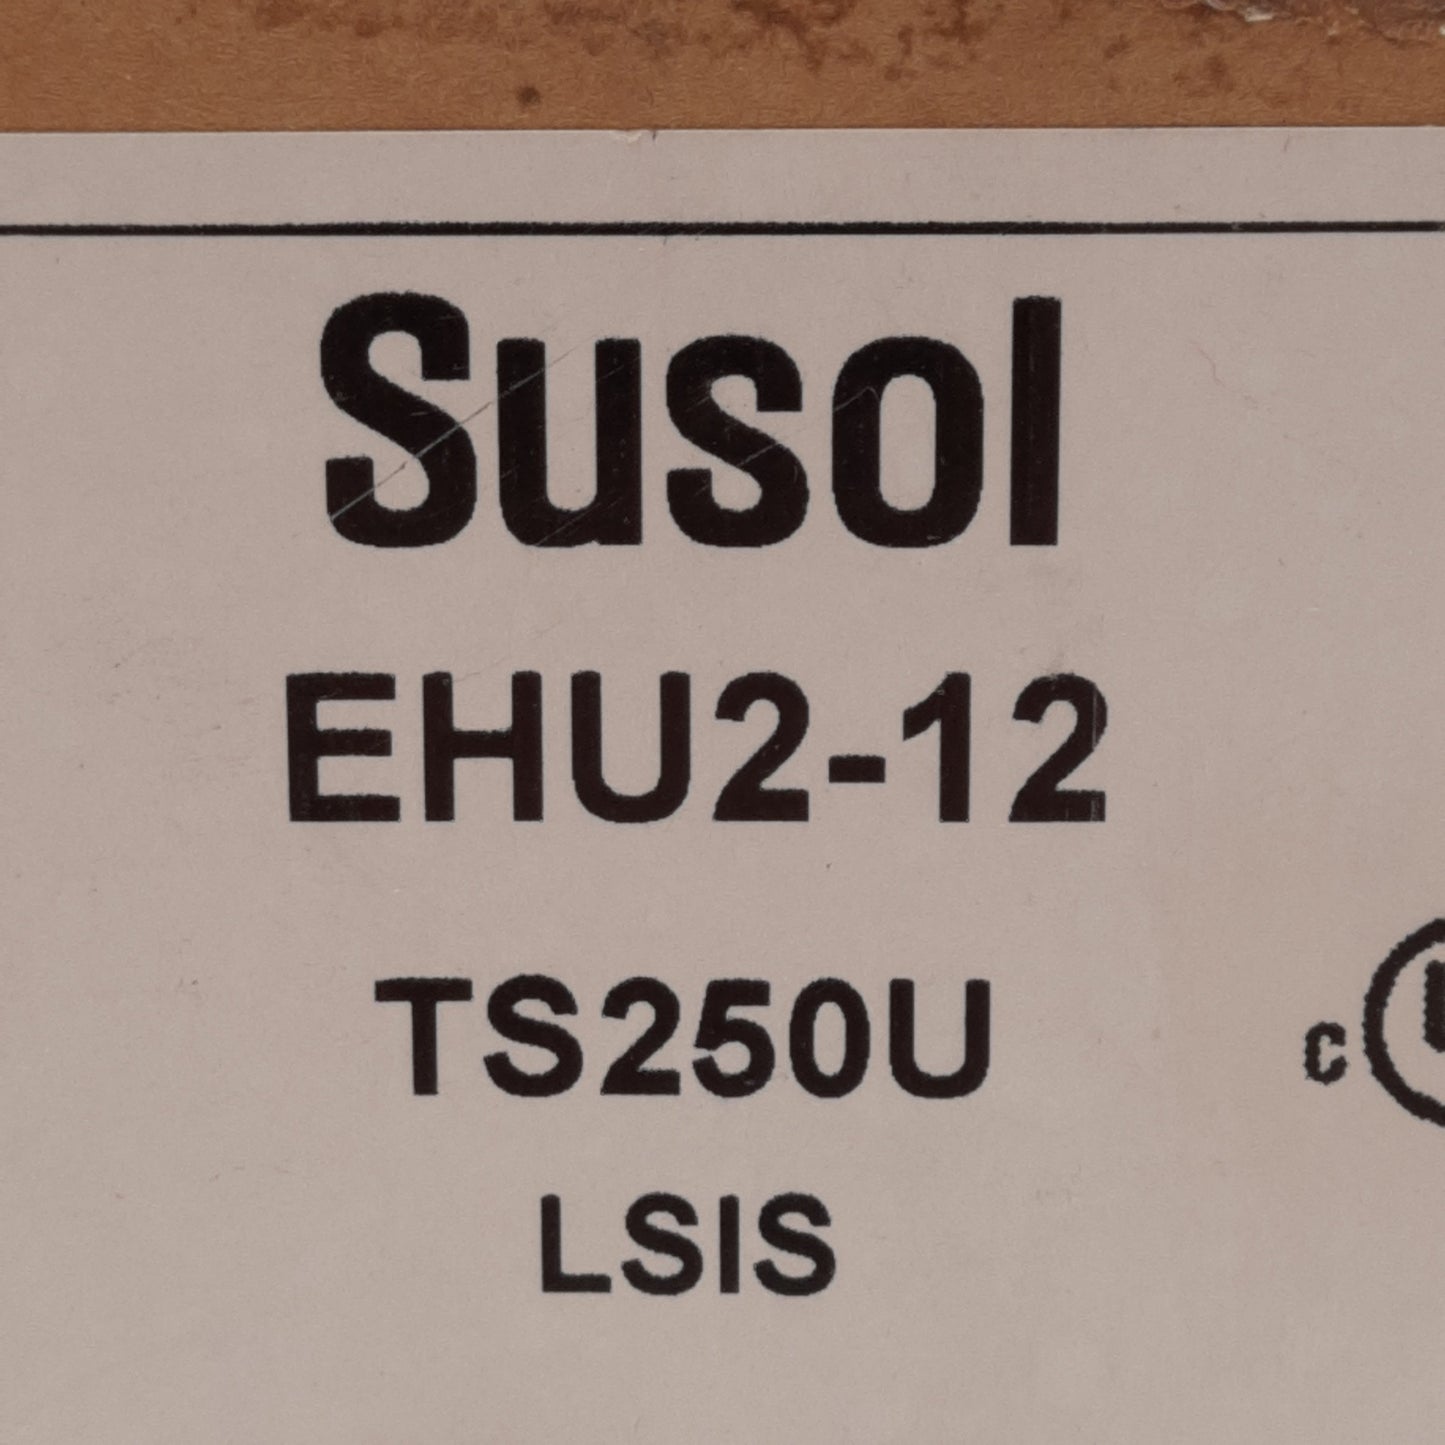 Susol
EHU2-12
TS250U
LSIS
c